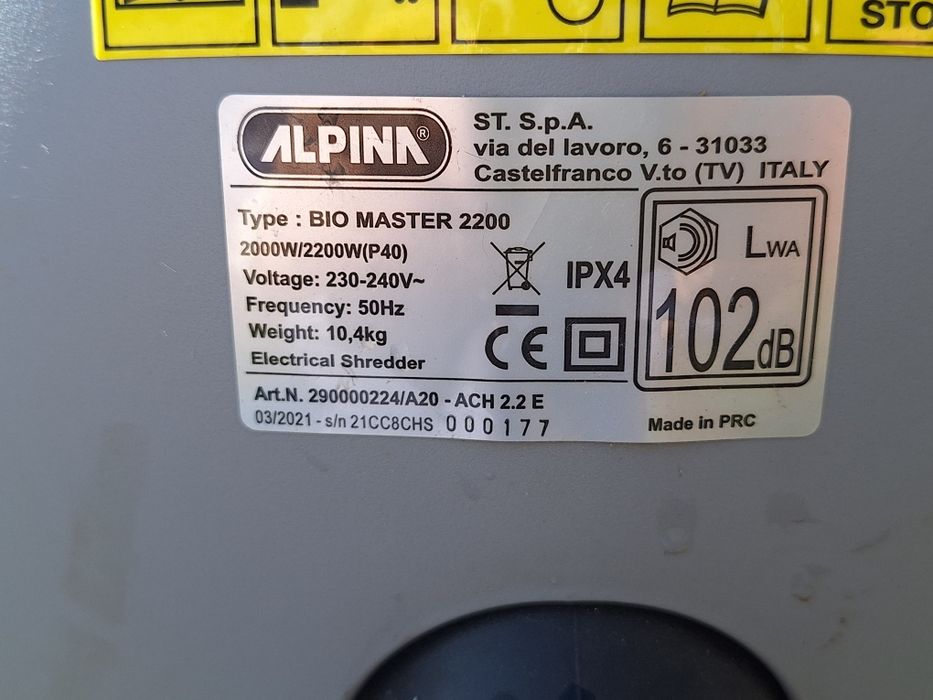 STO
ALPINA®
ST. S.p.A.
via del lavoro, 6 - 31033
Castelfranco V.to (TV) ITALY
Type : BIO MASTER 2200
2000W/2200W(P40)
Voltage: 230-240V~
Frequency: 50Hz
Weight: 10,4kg
Electrical Shredder
IPX4
CE
LWA
102dB
Art.N. 290000224/A20 - ACH 2.2 E
03/2021 - s/n 21CC8CHS 000177
Made in PRC